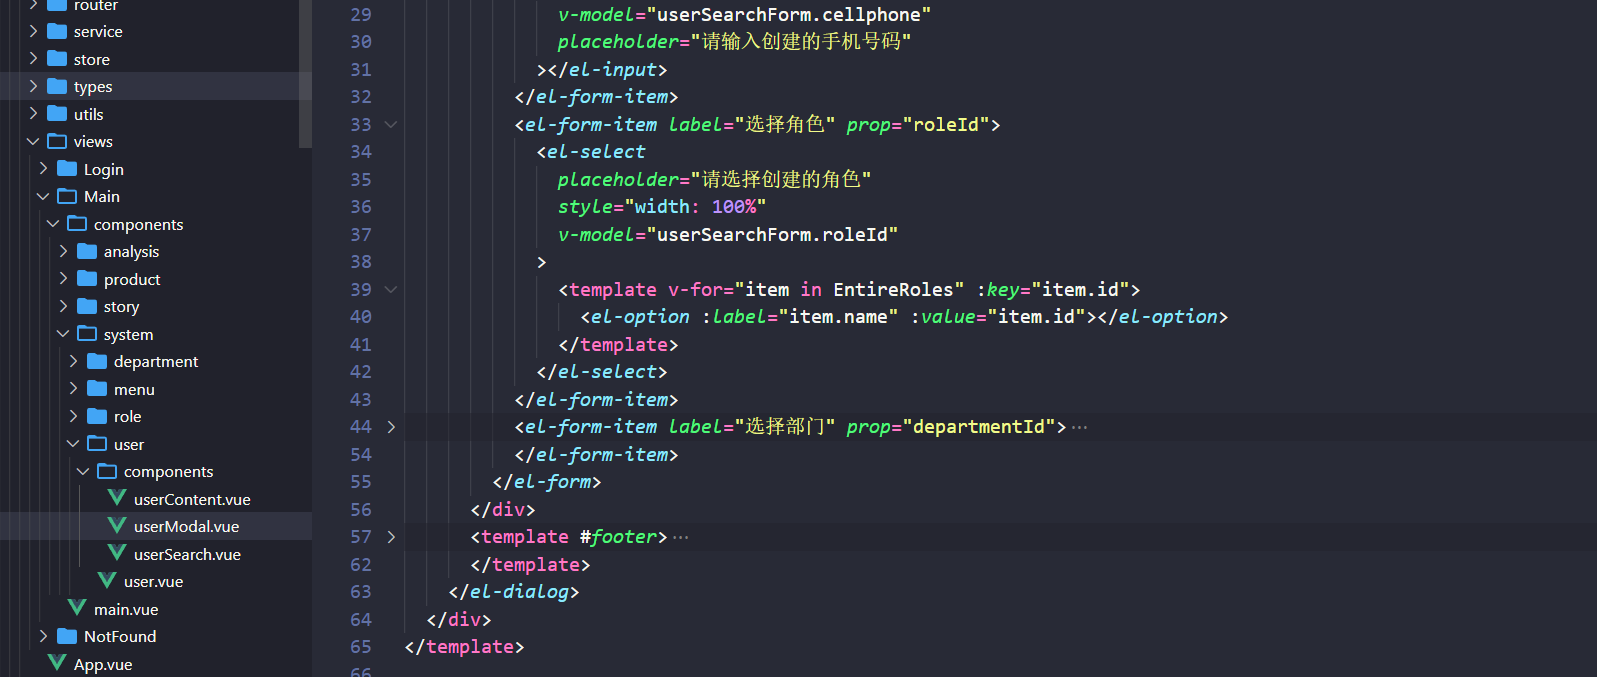 router
service
store
types
utils
views
Login
Main
components
analysis
product
story
system
department
menu
role
user
components
userContent.vue
userModal.vue
userSearch.vue
user.vue
main.vue
NotFound
App.vue
29 v-model="userSearchForm.cellphone"
30 placeholder="请输入创建的手机号码"
31 ></el-input>
32 </el-form-item>
33 <el-form-item label="选择角色" prop="roleId">
34 <el-select
35 placeholder="请选择创建的角色"
36 style="width: 100%"
37 v-model="userSearchForm.roleId"
38 >
39 <template v-for="item in EntireRoles" :key="item.id">
40 <el-option :label="item.name" :value="item.id"></el-option>
41 </template>
42 </el-select>
43 </el-form-item>
44 <el-form-item label="选择部门" prop="departmentId">···
54 </el-form-item>
55 </el-form>
56 </div>
57 <template #footer>···
62 </template>
63 </el-dialog>
64 </div>
65 </template>
66